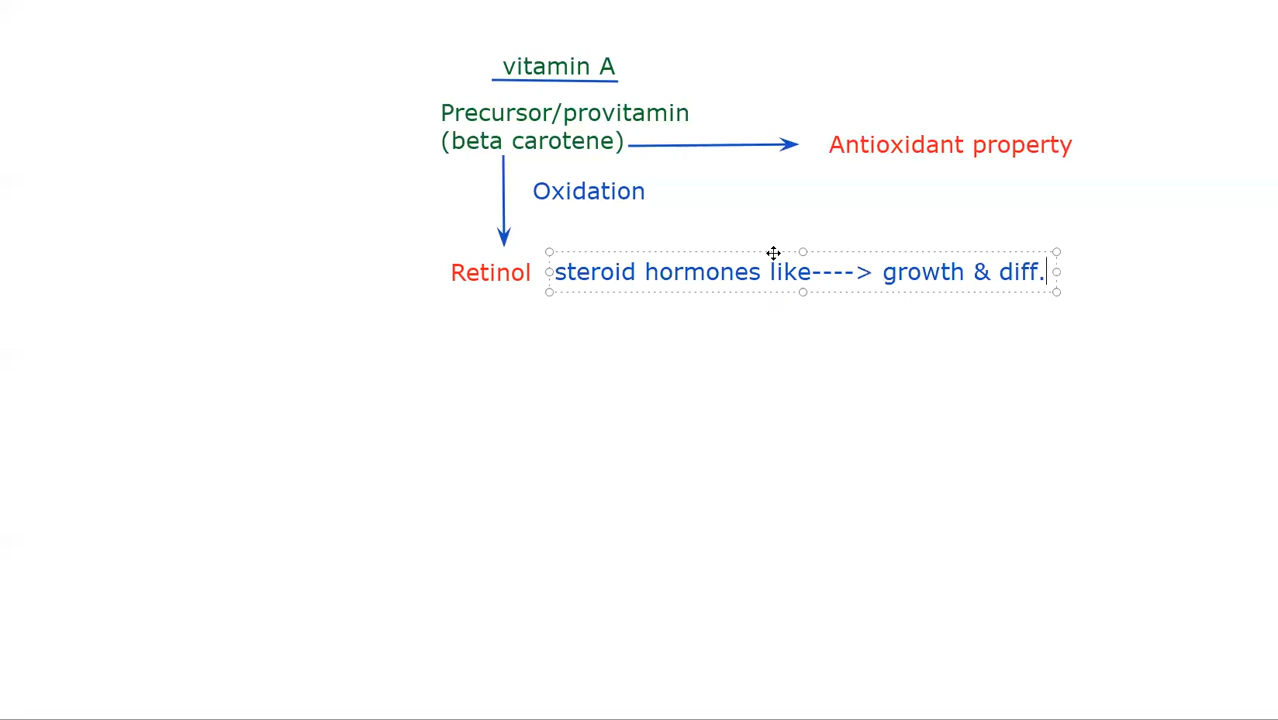 vitamin A
Precursor/provitamin
(beta carotene)
Antioxidant property
Oxidation
Retinol
steroid hormones like----> growth & diff.